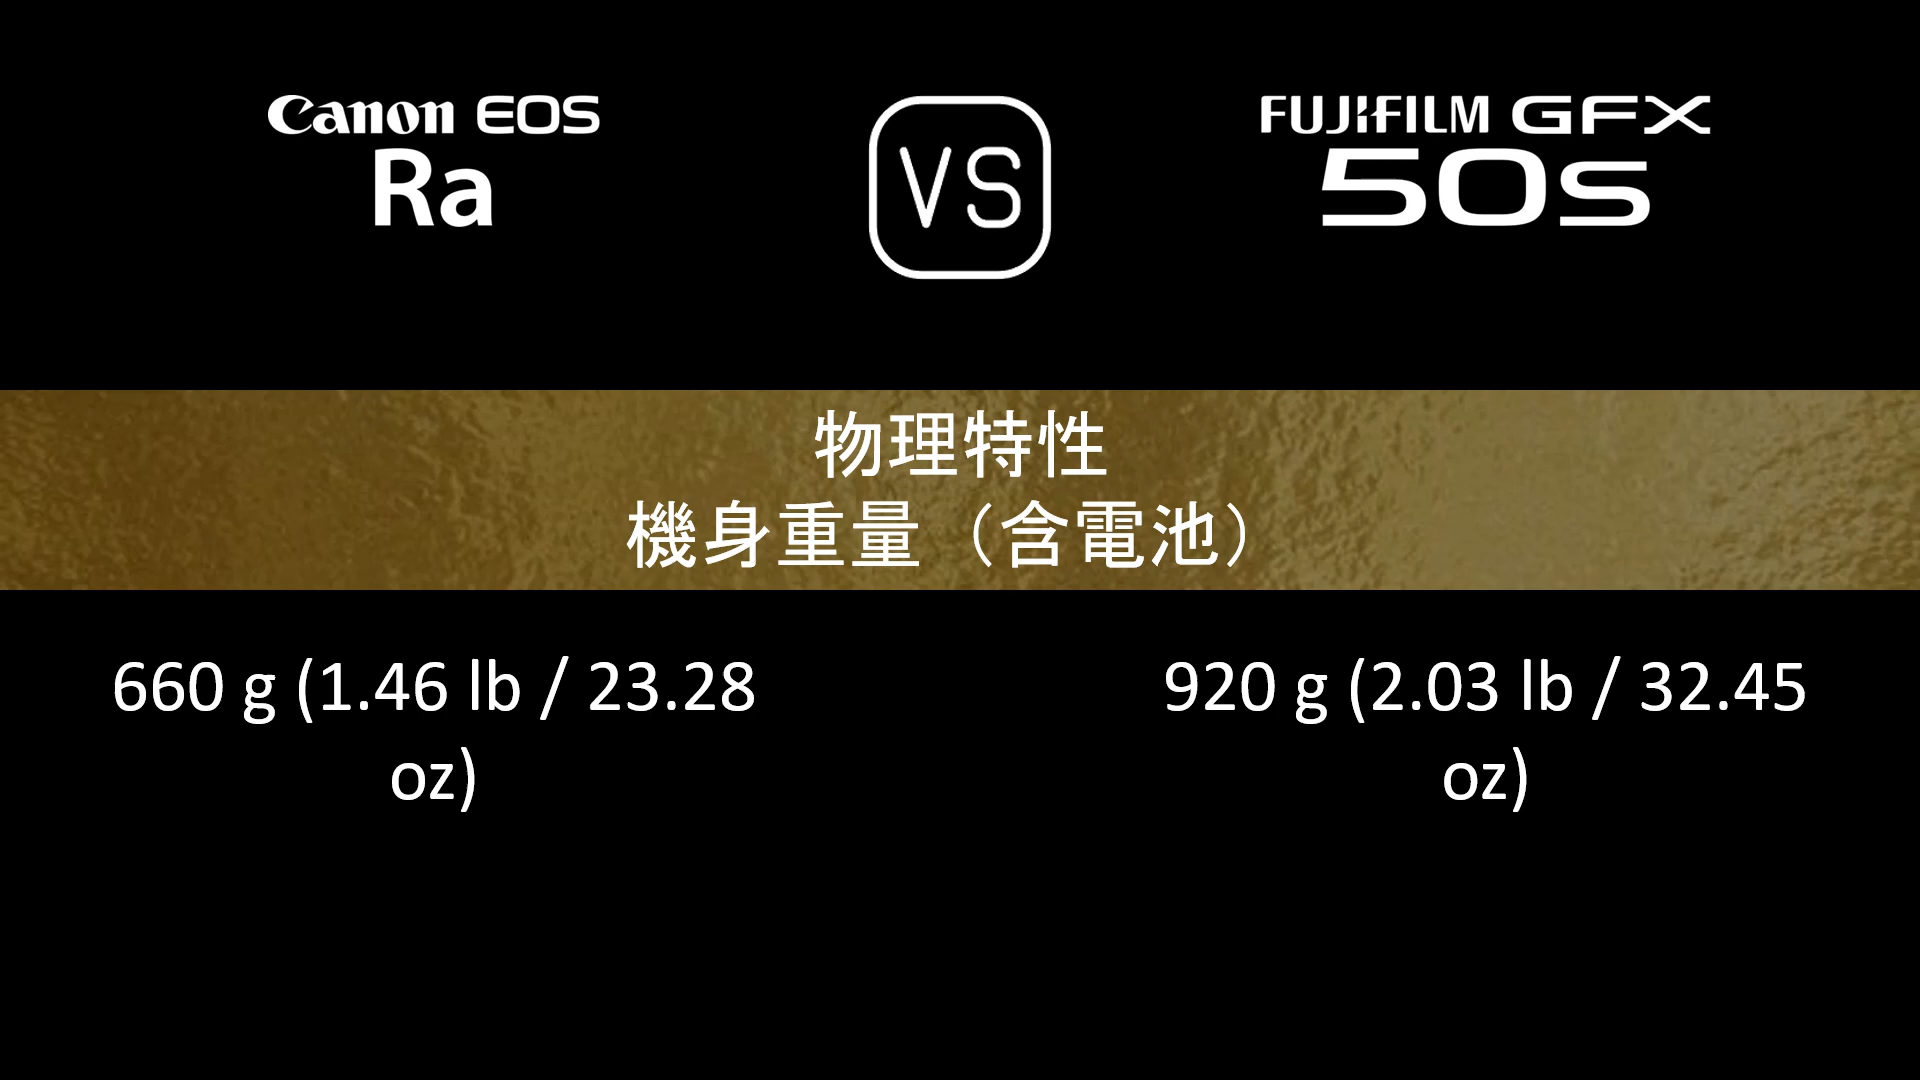 Canon EOS
Ra
VS
FUJIFILM GFX
50s
物理特性
機身重量（含電池）
660 g (1.46 lb / 23.28
oz)
920 g (2.03 lb / 32.45
oz)